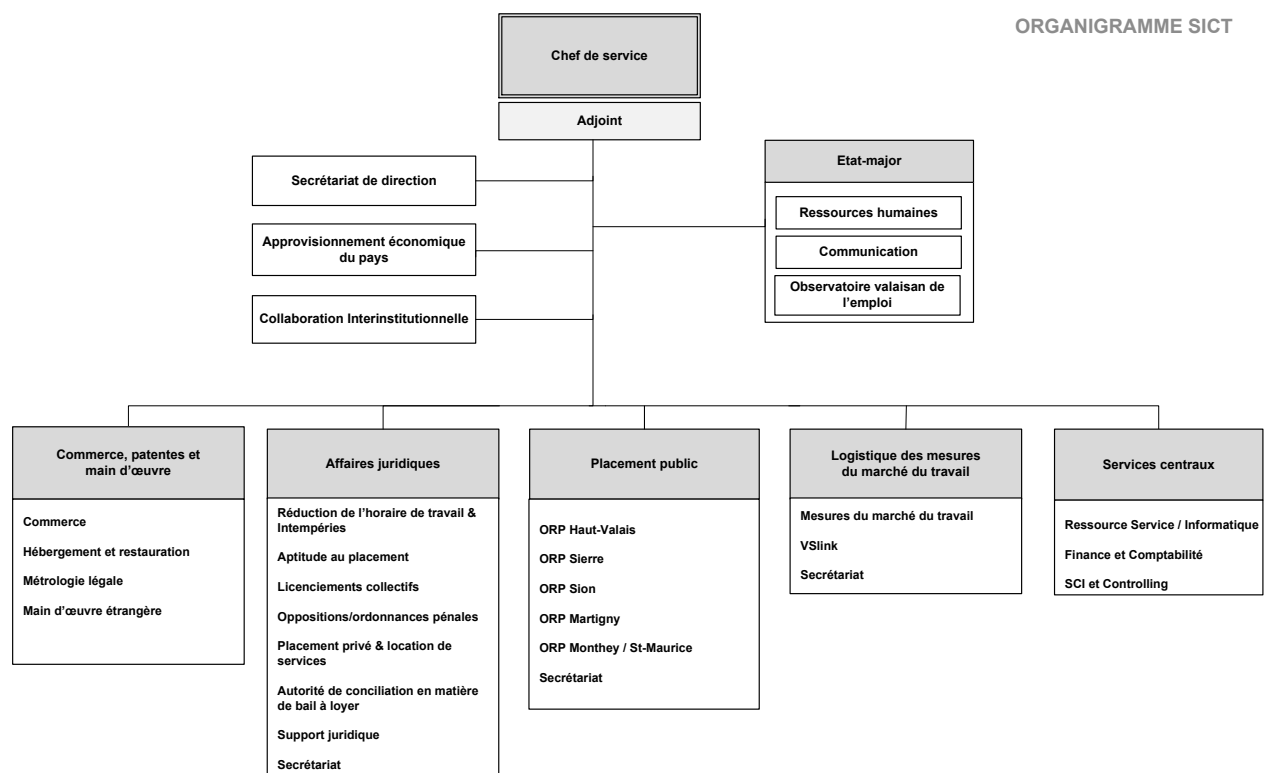 ORGANIGRAMME SICT
Chef de service
Adjoint
Secrétariat de direction
Approvisionnement économique
du pays
Collaboration Interinstitutionnelle
Etat-major
Ressources humaines
Communication
Observatoire valaisan de
l'emploi
Commerce, patentes et
main d'œuvre
Commerce
Hébergement et restauration
Métrologie légale
Main d'œuvre étrangère
Affaires juridiques
Réduction de l'horaire de travail &
Intempéries
Aptitude au placement
Licenciements collectifs
Oppositions/ordonnances pénales
Placement privé & location de
services
Autorité de conciliation en matière
de bail à loyer
Support juridique
Secrétariat
Placement public
ORP Haut-Valais
ORP Sierre
ORP Sion
ORP Martigny
ORP Monthey / St-Maurice
Secrétariat
Logistique des mesures
du marché du travail
Mesures du marché du travail
VSlink
Secrétariat
Services centraux
Ressource Service / Informatique
Finance et Comptabilité
SCI et Controlling